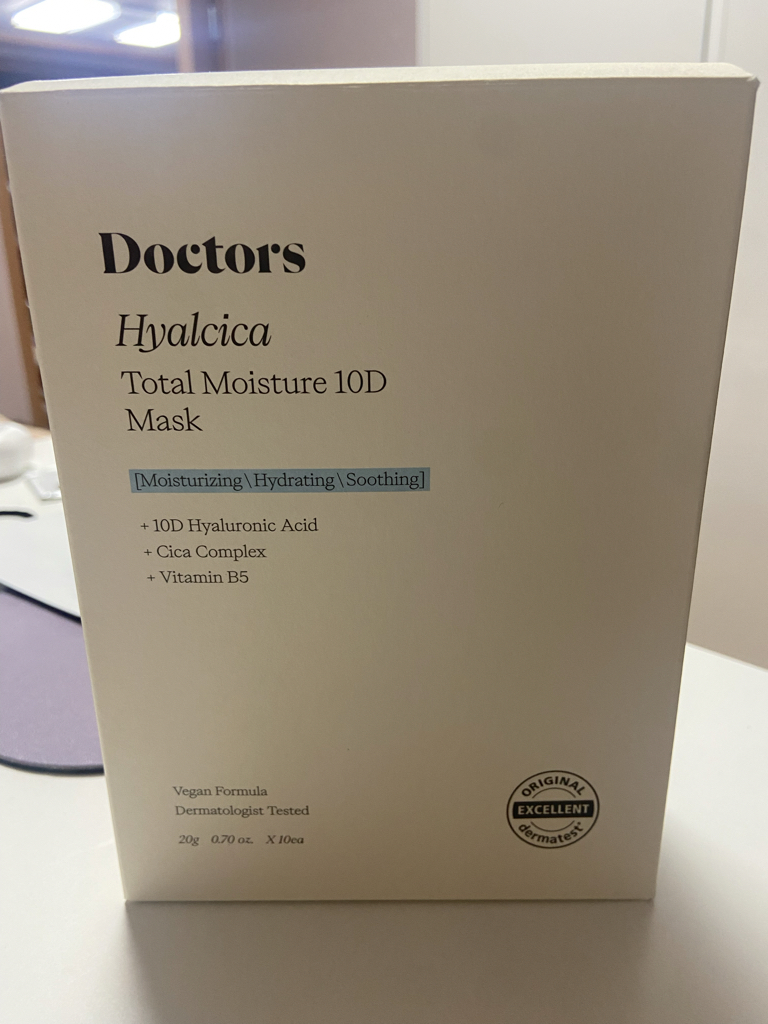 Doctors
Hyalcica
Total Moisture 10D
Mask
[Moisturizing\Hydrating\Soothing]
+ 10D Hyaluronic Acid
+ Cica Complex
+ Vitamin B5
Vegan Formula
Dermatologist Tested
20g 0.70 oz. X 10ea
ORIGINAL
EXCELLENT
dermatest®